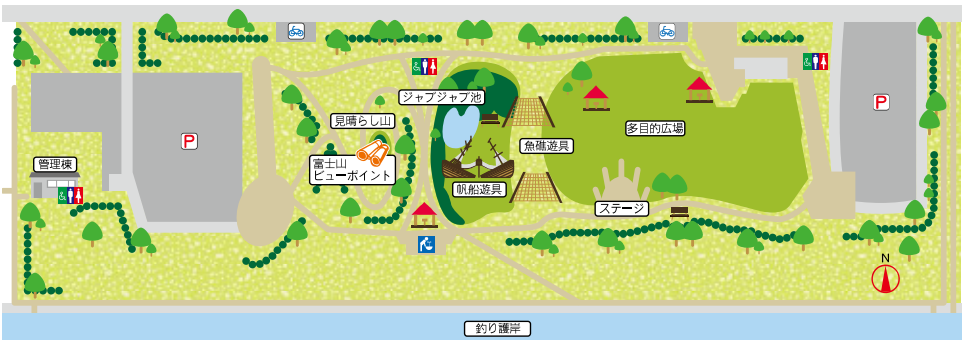 ジャブジャブ池
見晴らし山
P
P
魚礁遊具
多目的広場
富士山
ビューポイント
管理棟
帆船遊具
ステージ
N
釣り護岸